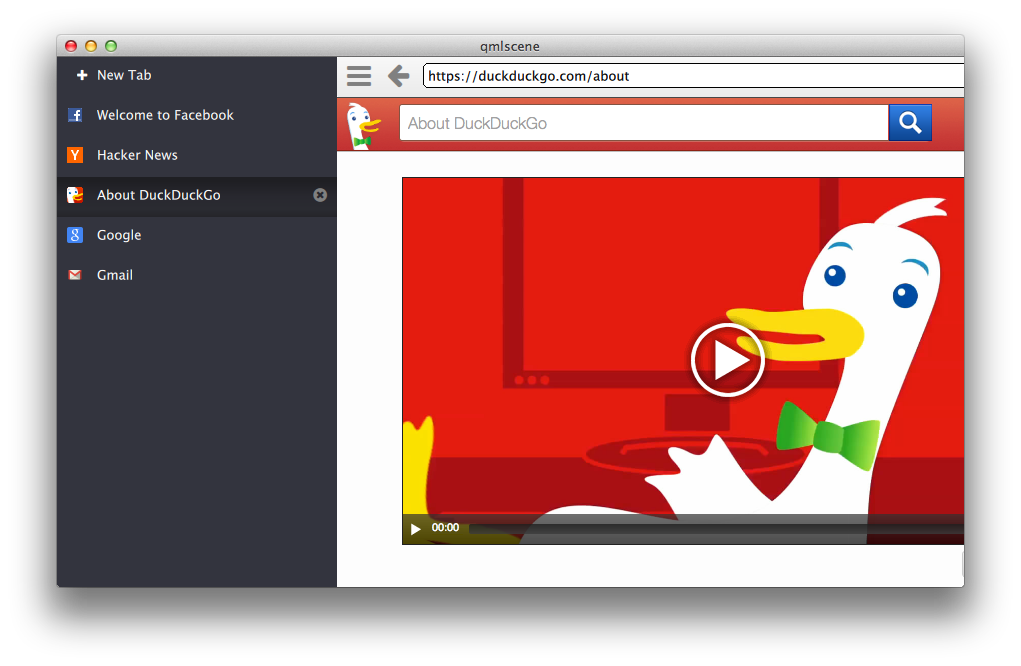 qmlscene
New Tab
Welcome to Facebook
Hacker News
About DuckDuckGo
Google
Gmail
https://duckduckgo.com/about
About DuckDuckGo
00:00